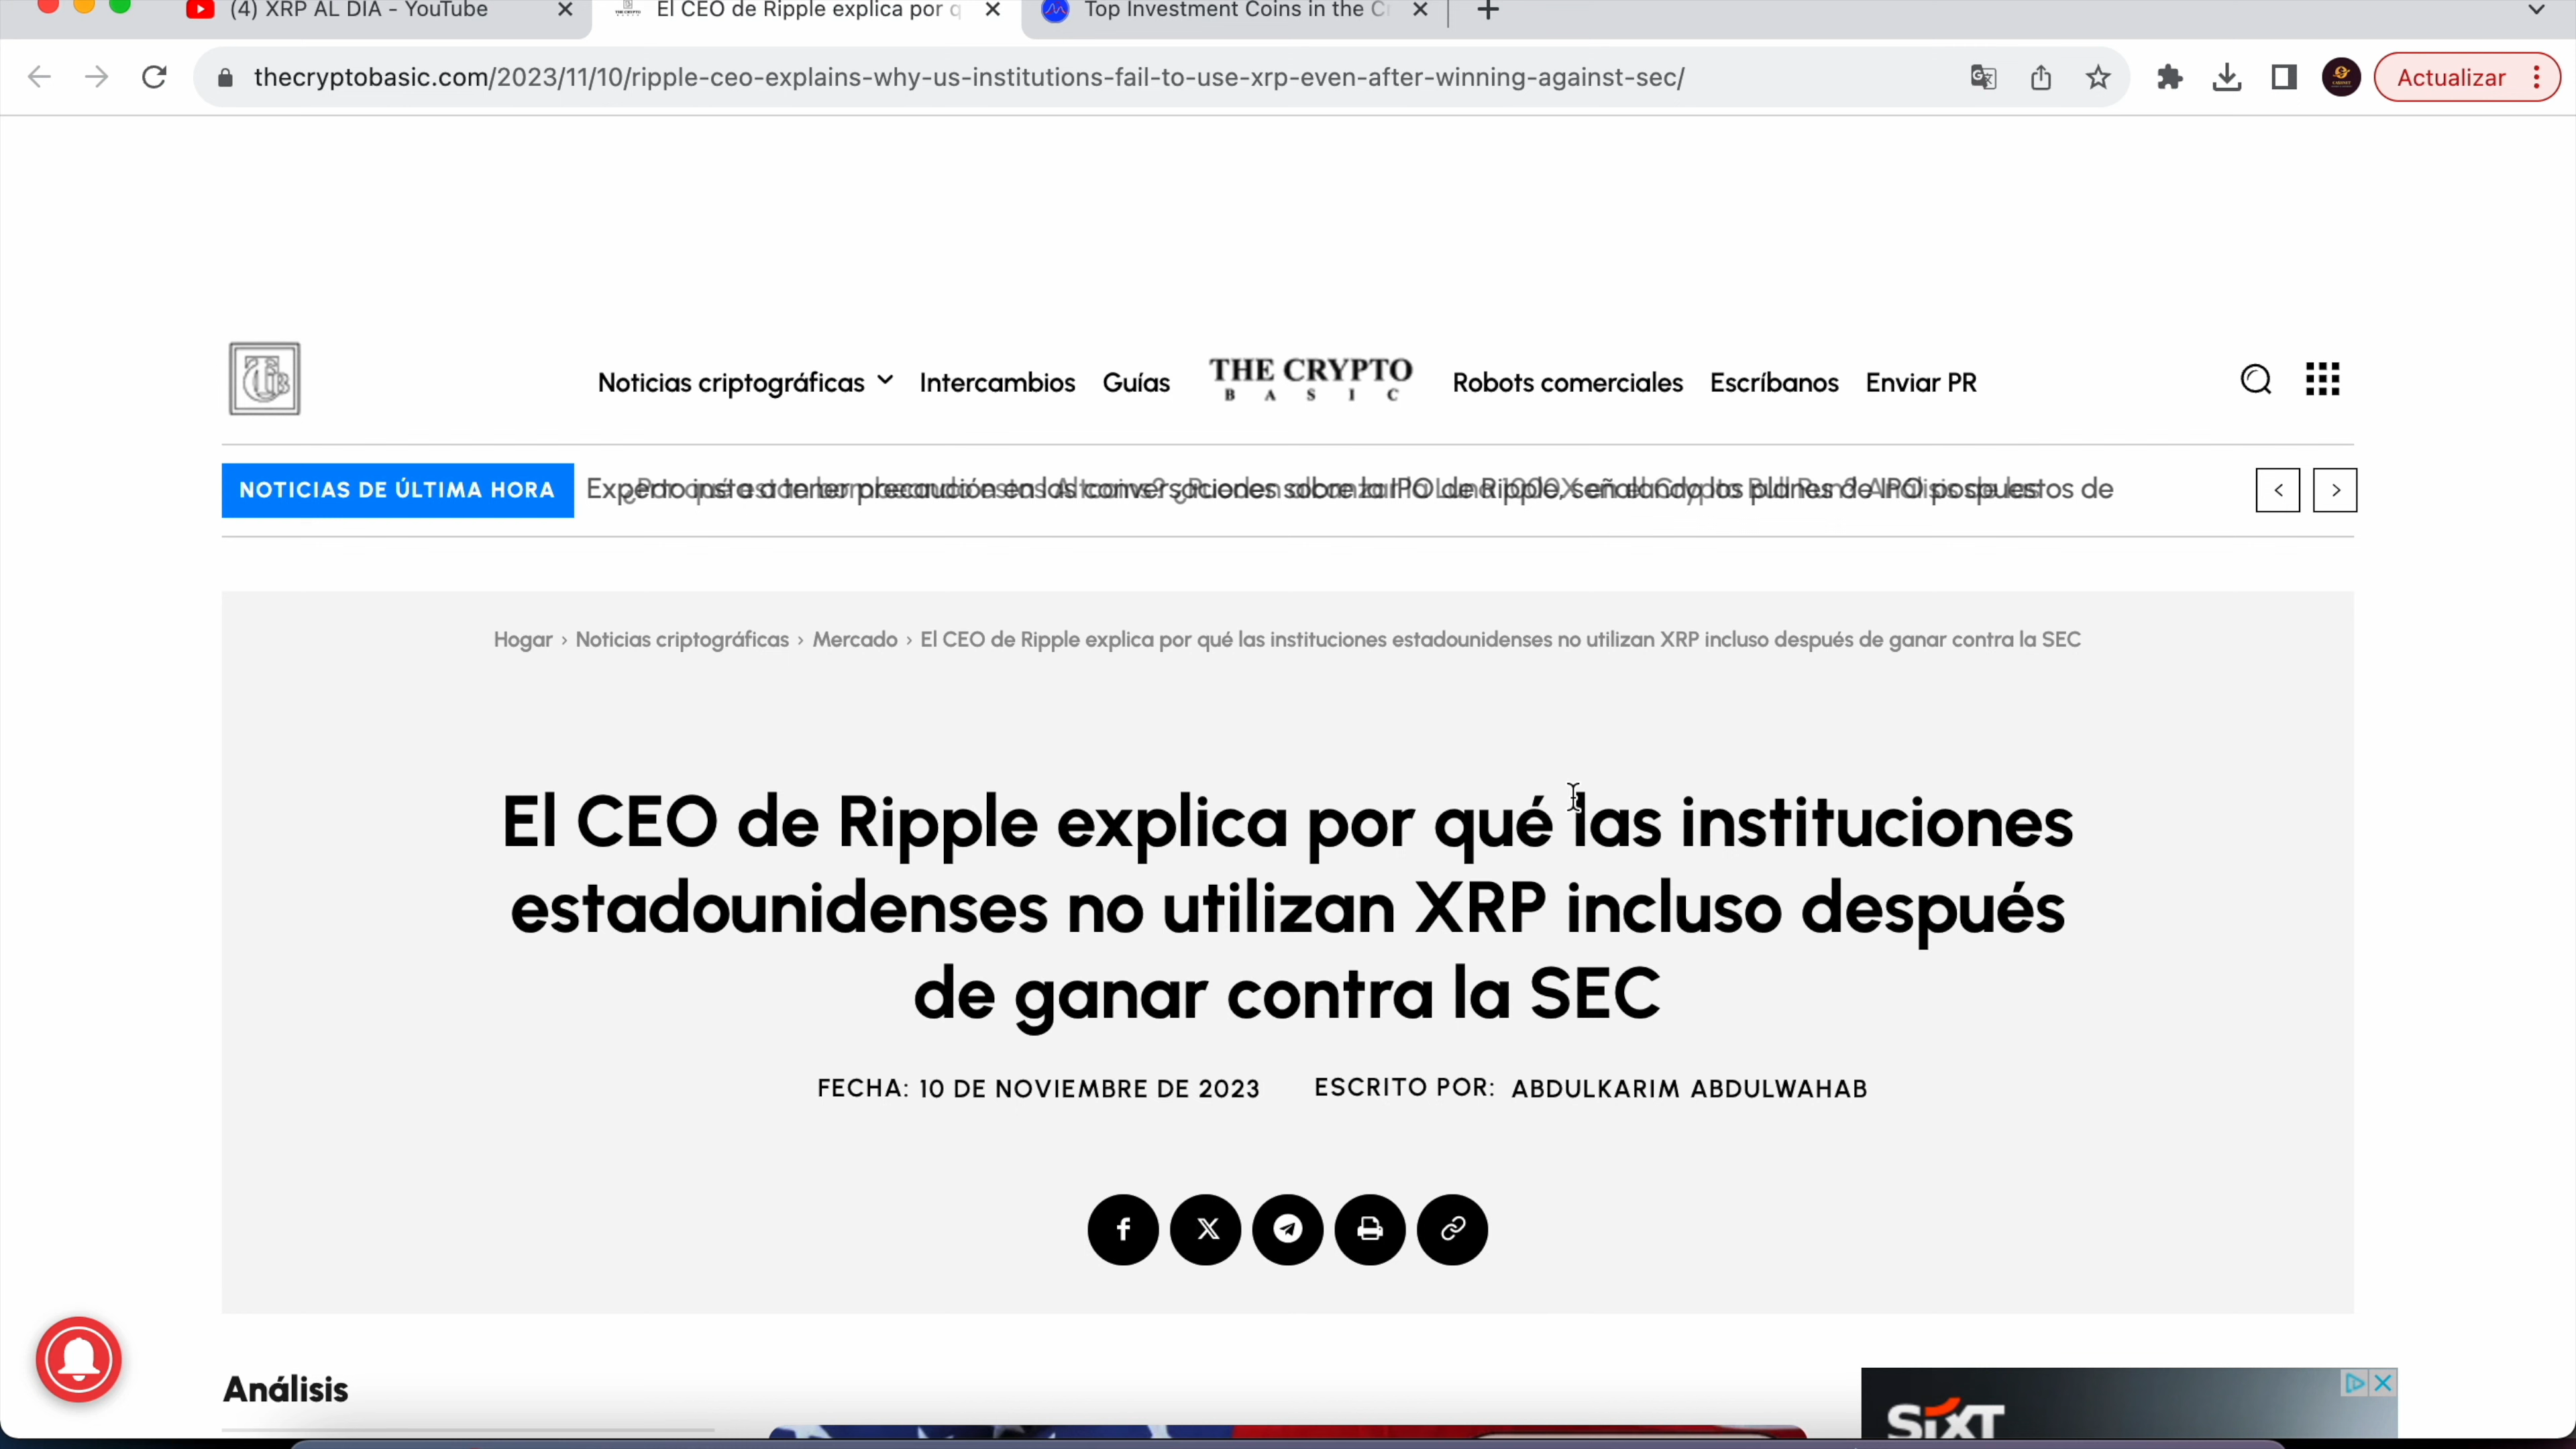 (4) XRP AL DIA - YouTube
El CEO de Ripple explica por q
Top Investment Coins in the C
thecryptobasic.com/2023/11/10/ripple-ceo-explains-why-us-institutions-fail-to-use-xrp-even-after-winning-against-sec/
Actualizar
Noticias criptográficas Intercambios Guías THE CRYPTO BASIC Robots comerciales Escríbanos Enviar PR
NOTICIAS DE ÚLTIMA HORA
Hogar › Noticias criptográficas › Mercado › El CEO de Ripple explica por qué las instituciones estadounidenses no utilizan XRP incluso después de ganar contra la SEC
El CEO de Ripple explica por qué las instituciones
estadounidenses no utilizan XRP incluso después
de ganar contra la SEC
FECHA: 10 DE NOVIEMBRE DE 2023 ESCRITO POR: ABDULKARIM ABDULWAHAB
Análisis
SiXT